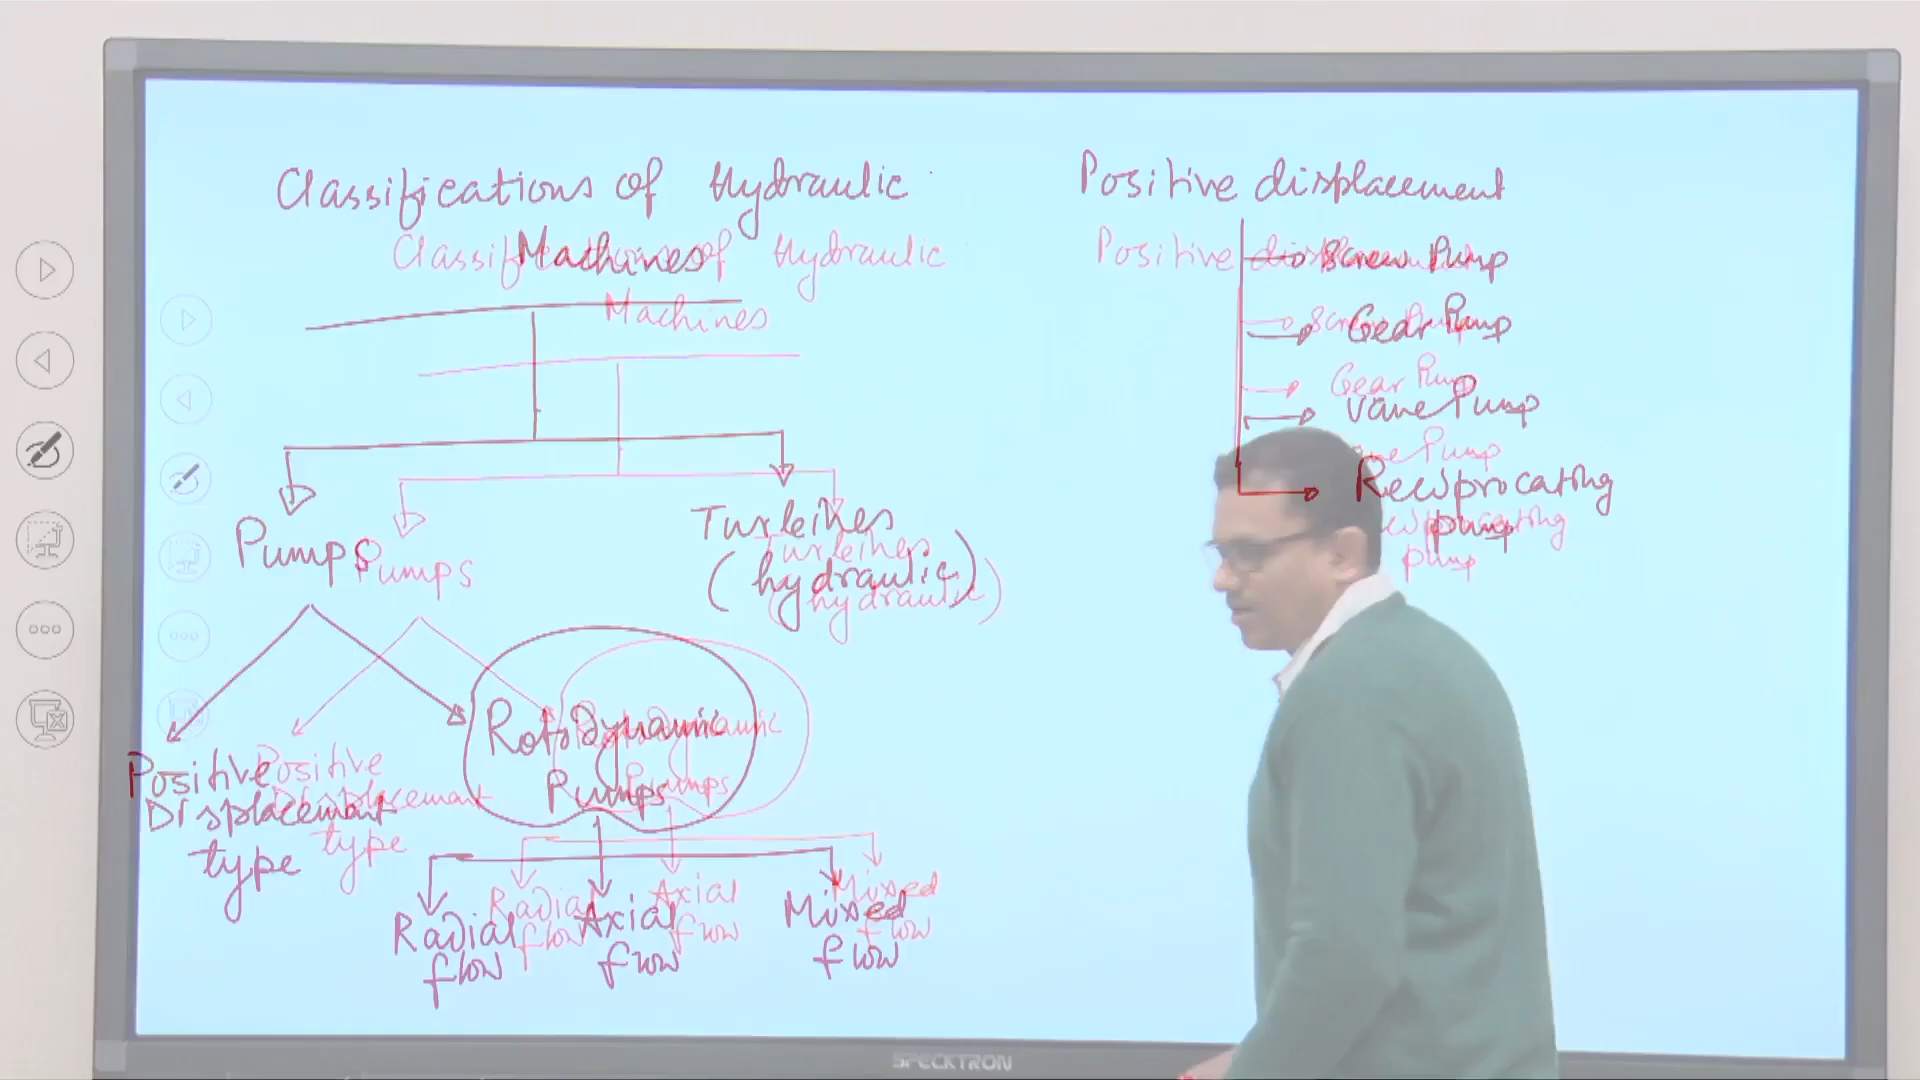 Classifications of Hydraulic
Machines
Pumps
Turbines
(hydraulic)
Positive
Displacement
type
Rotodynamic
Pumps
Radial
flow
Axial
flow
Mixed
flow
Positive displacement
Screw Pump
Gear Pump
Vane Pump
Reciprocating
pump
SPECKTRON